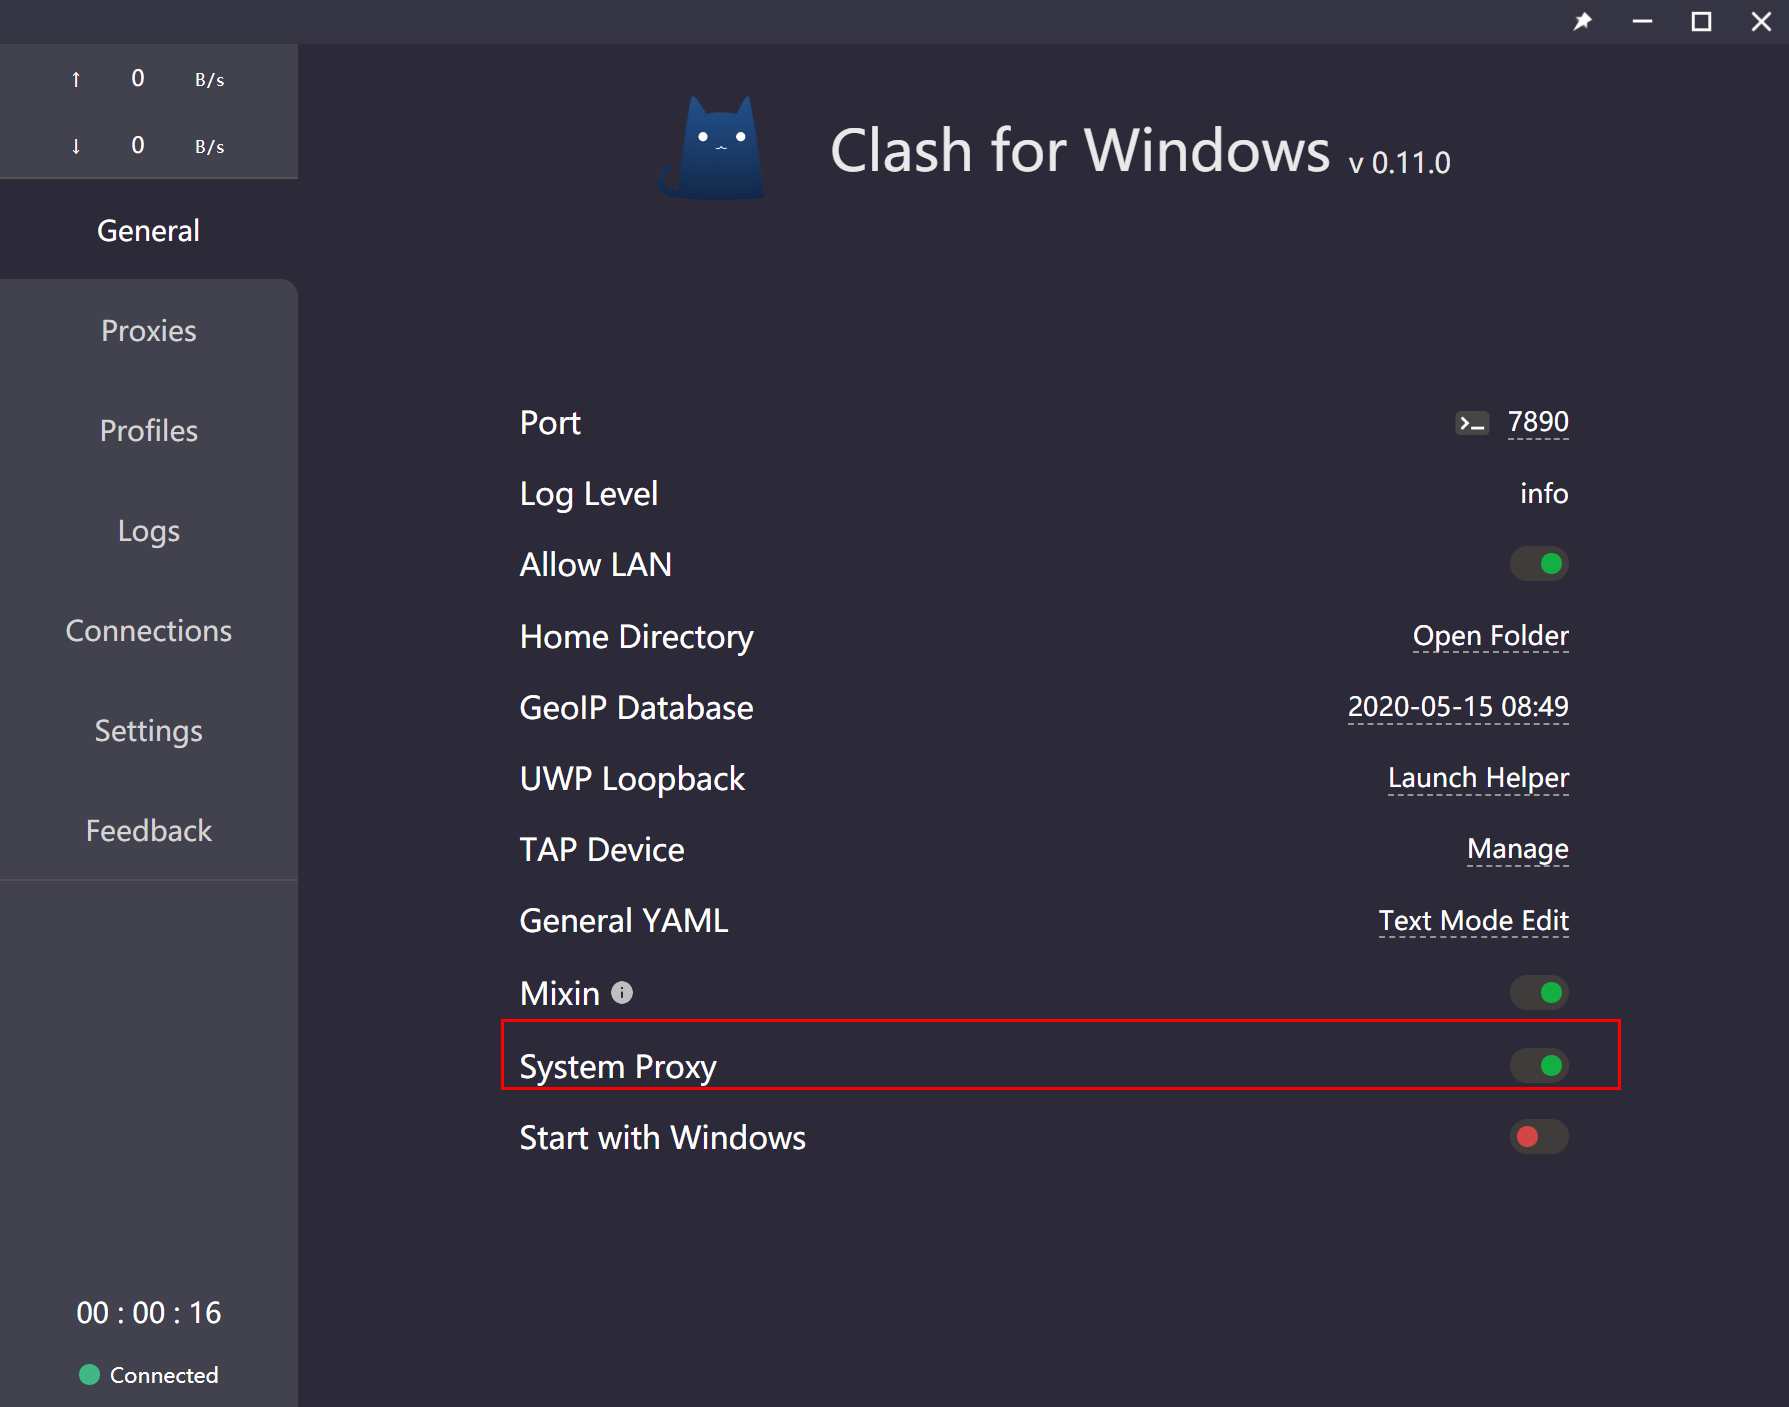 ↑ 0 B/s
↓ 0 B/s
General
Proxies
Profiles
Logs
Connections
Settings
Feedback
00 : 00 : 16
Connected
Clash for Windows v 0.11.0
Port 7890
Log Level info
Allow LAN
Home Directory Open Folder
GeoIP Database 2020-05-15 08:49
UWP Loopback Launch Helper
TAP Device Manage
General YAML Text Mode Edit
Mixin
System Proxy
Start with Windows